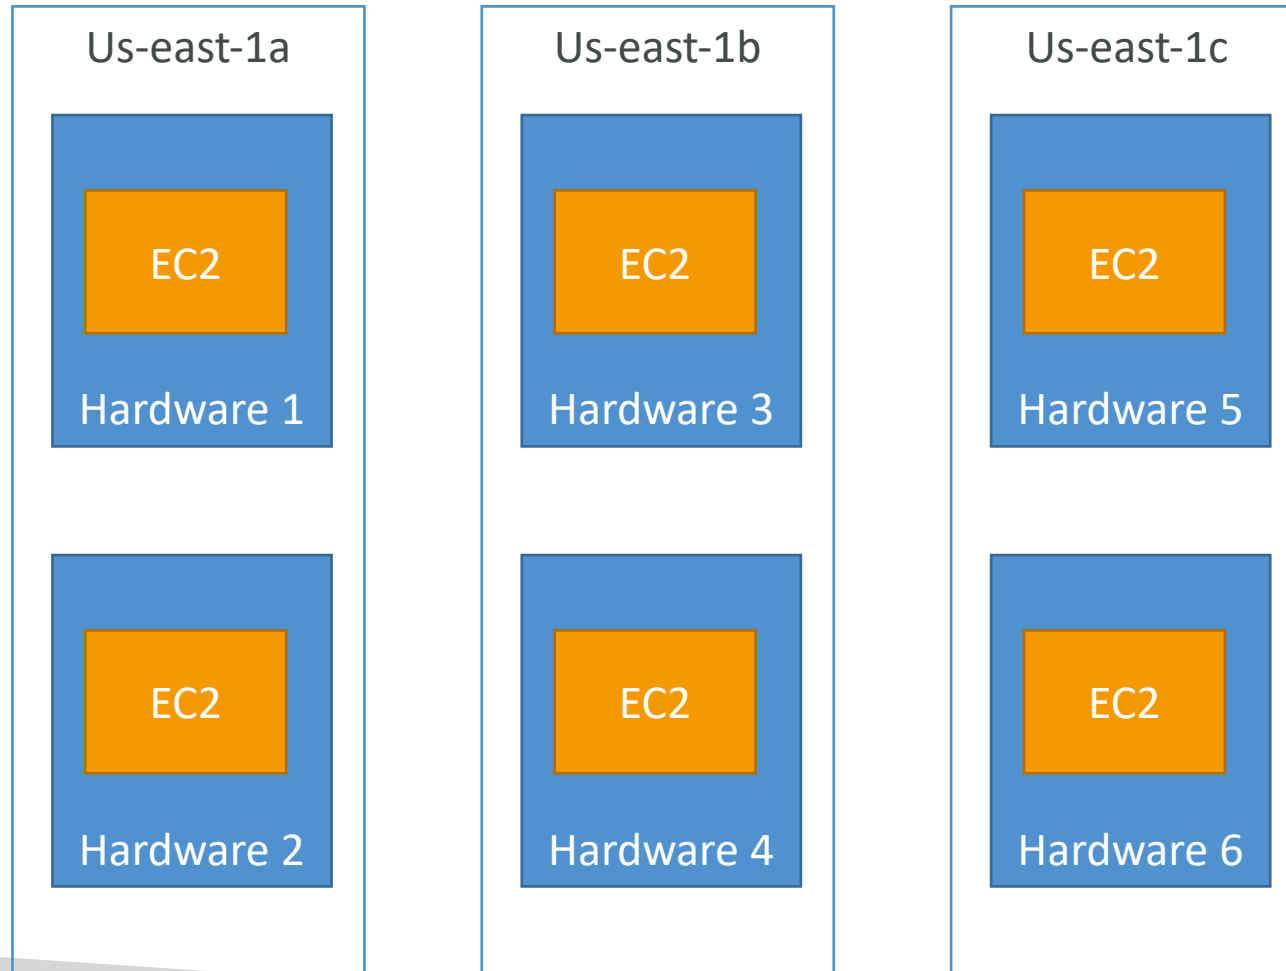 Us-east-1a
Us-east-1b
Us-east-1c
EC2
EC2
EC2
Hardware 1
Hardware 3
Hardware 5
EC2
EC2
EC2
Hardware 2
Hardware 4
Hardware 6